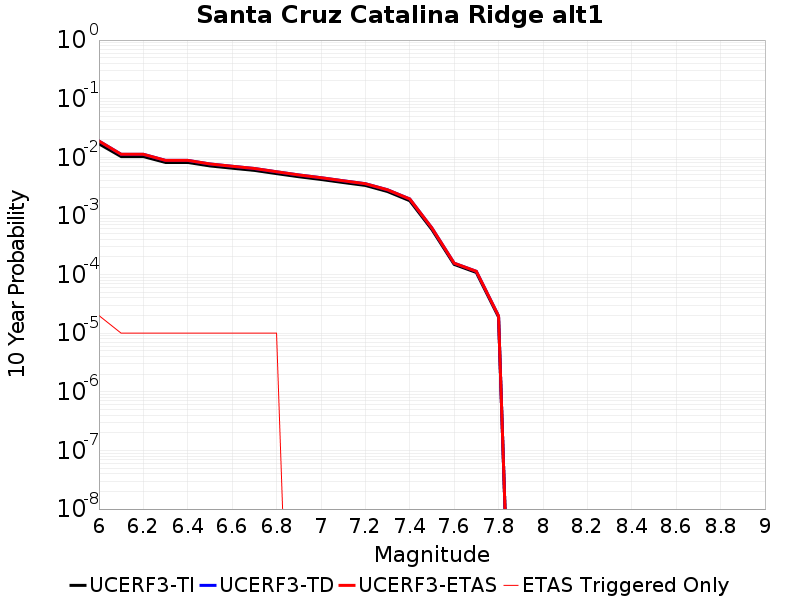 Santa Cruz Catalina Ridge alt1
10 Year Probability
10^0
10^-1
10^-2
10^-3
10^-4
10^-5
10^-6
10^-7
10^-8
6 6.2 6.4 6.6 6.8 7 7.2 7.4 7.6 7.8 8 8.2 8.4 8.6 8.8 9
Magnitude
UCERF3-TI UCERF3-TD UCERF3-ETAS ETAS Triggered Only